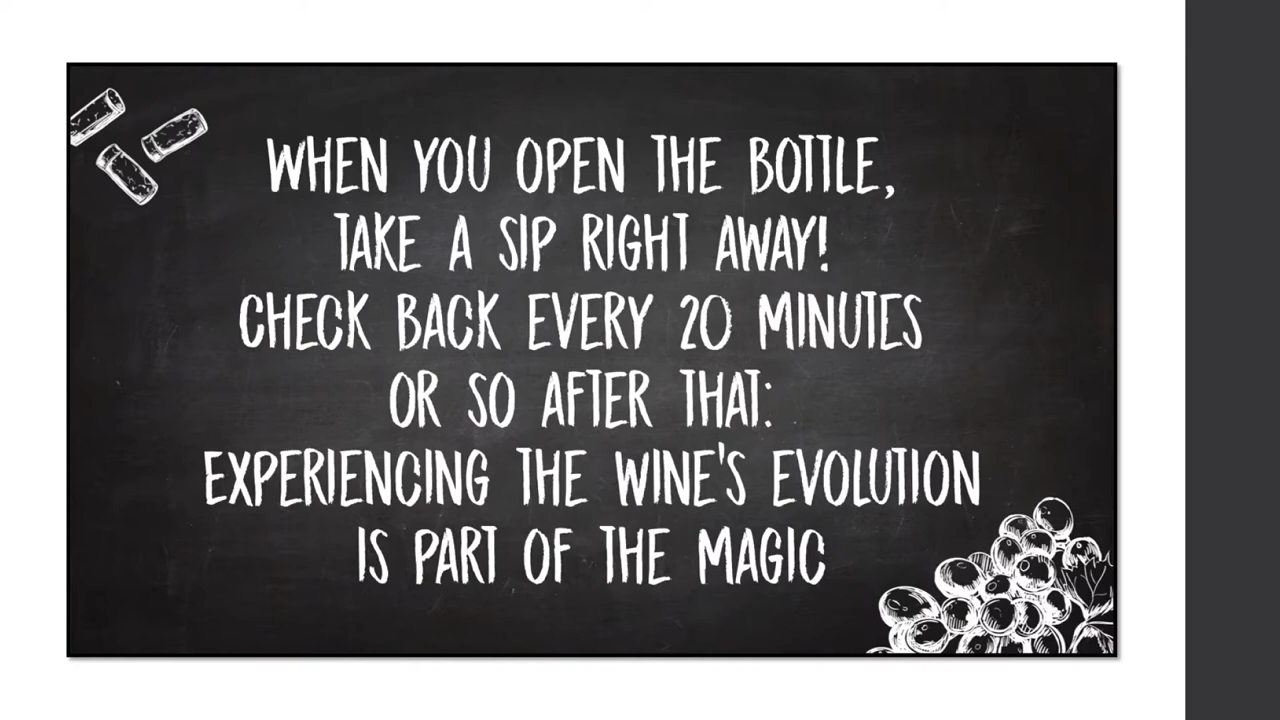 WHEN YOU OPEN THE BOTTLE,
TAKE A SIP RIGHT AWAY!
CHECK BACK EVERY 20 MINUTES
OR SO AFTER THAT:
EXPERIENCING THE WINE'S EVOLUTION
IS PART OF THE MAGIC